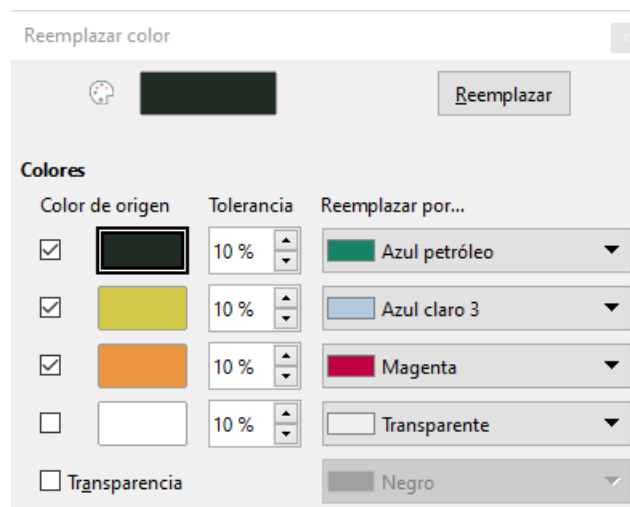 Reemplazar color
Reemplazar
Colores
Color de origen Tolerancia Reemplazar por...
10 % Azul petróleo
10 % Azul claro 3
10 % Magenta
10 % Transparente
Transparencia Negro